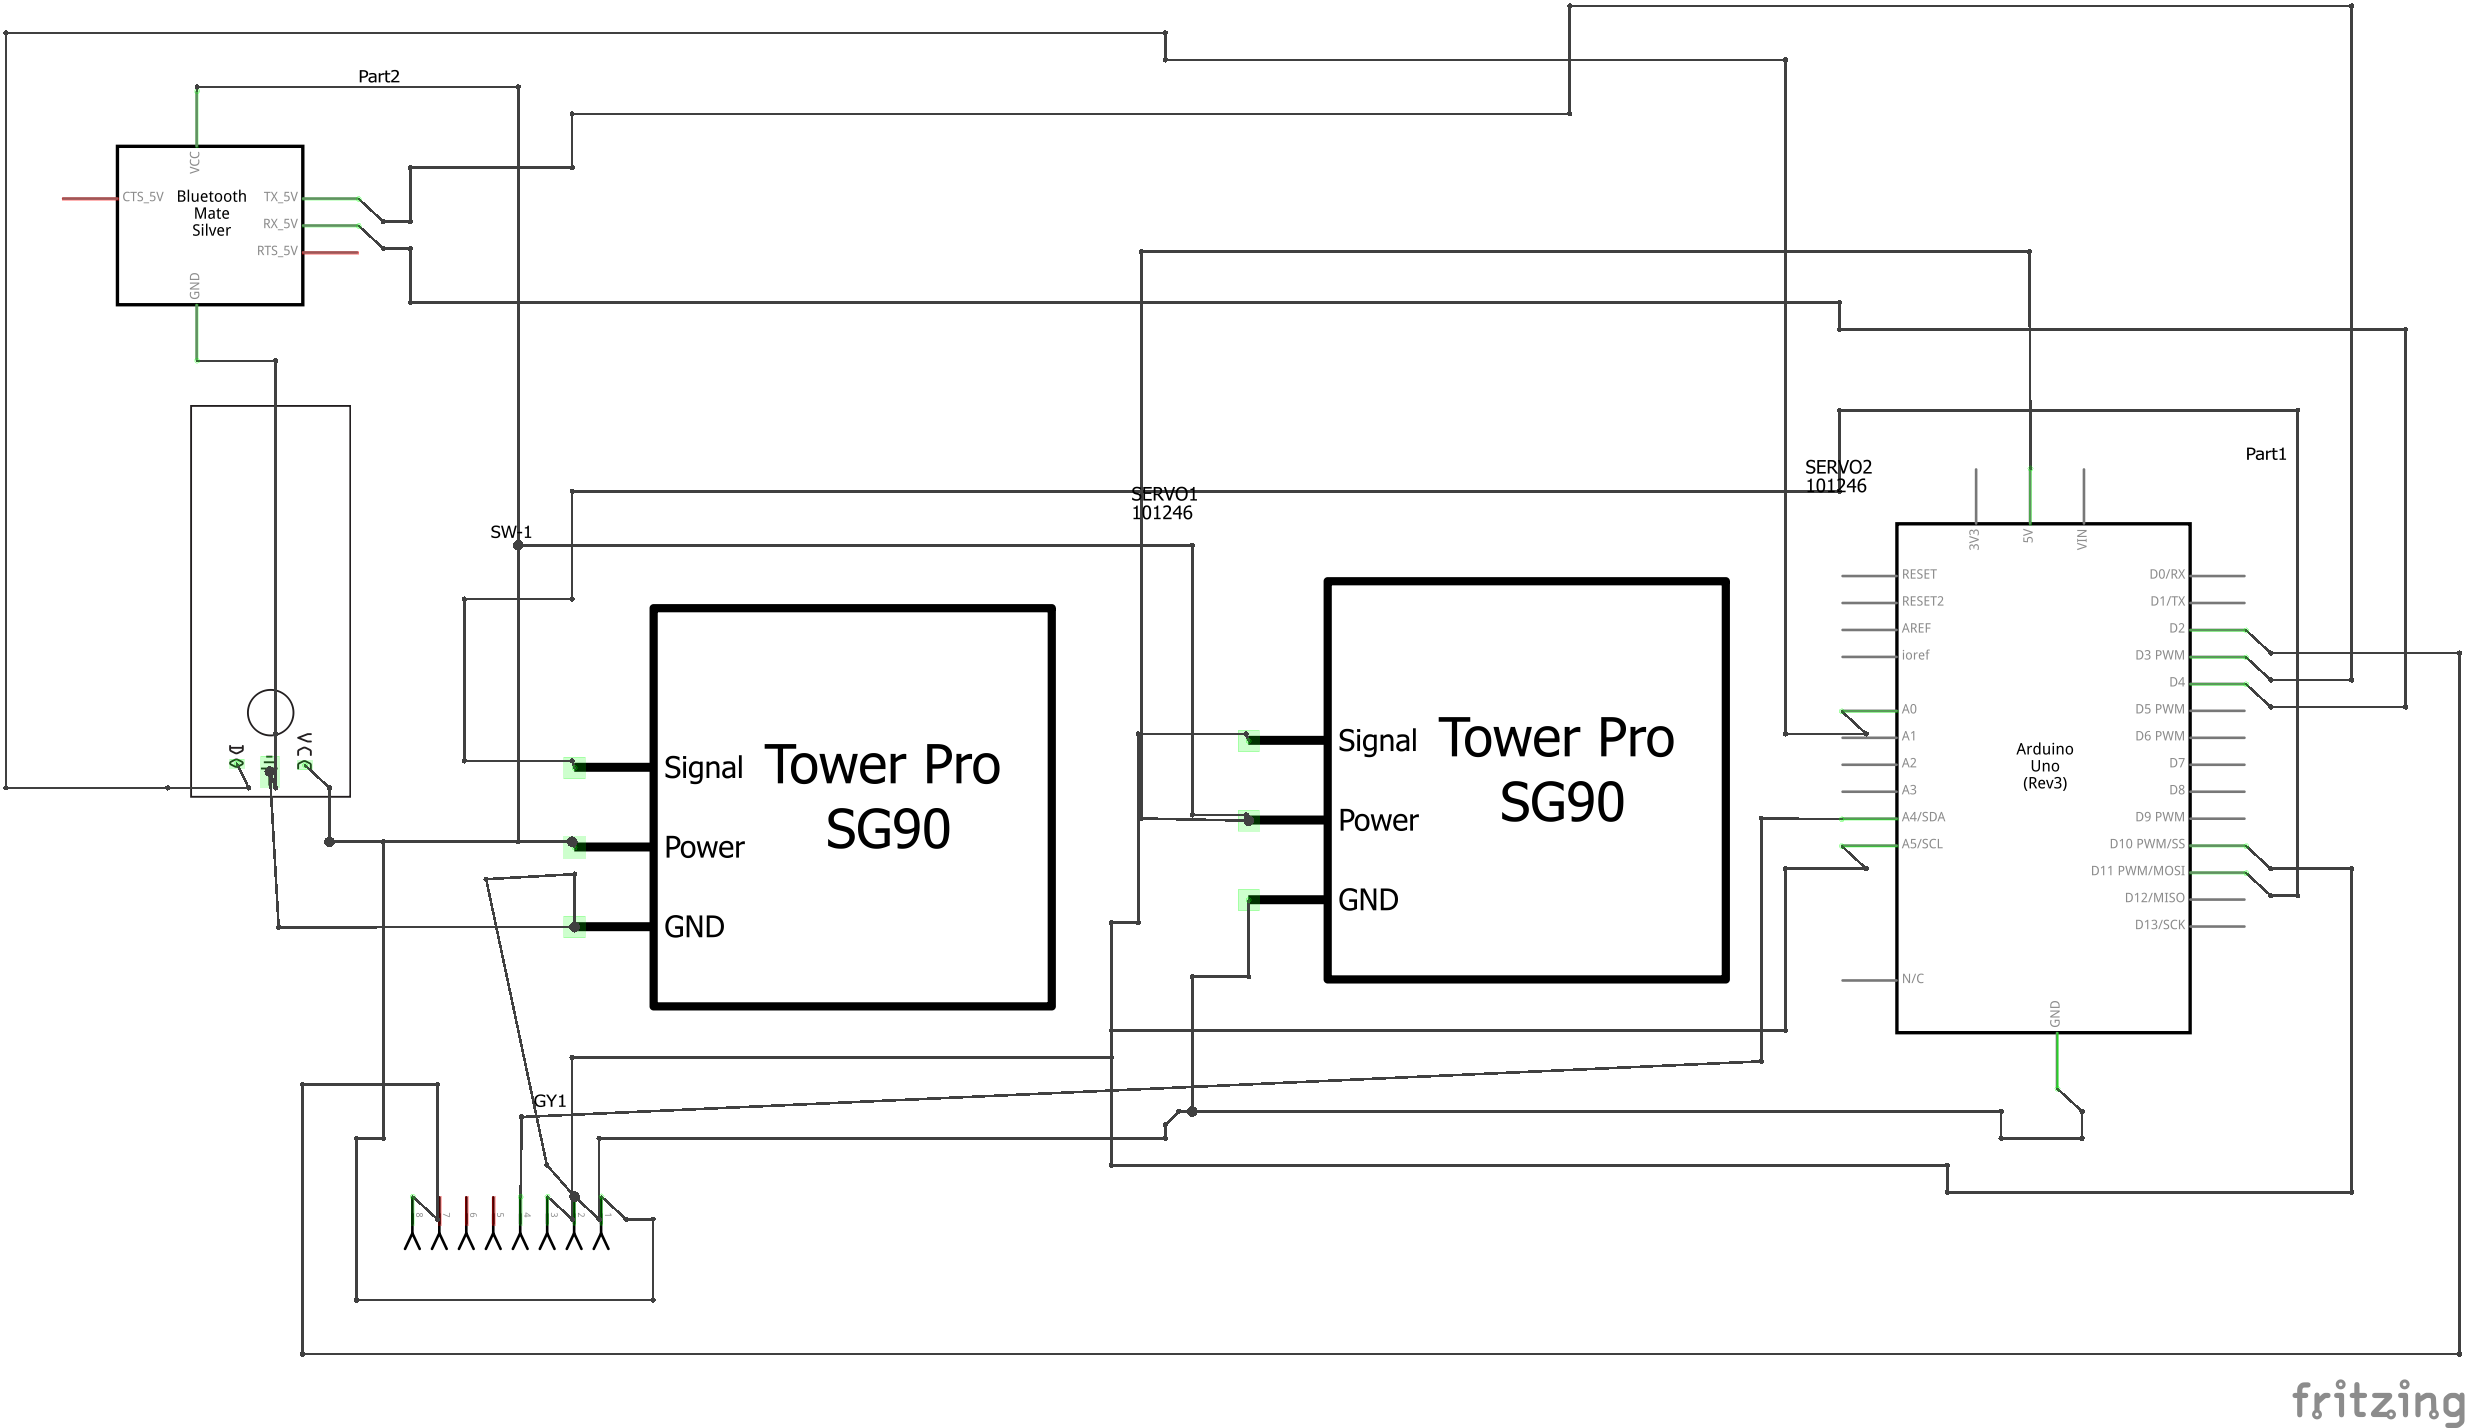 Part2
VCC
CTS_5V
Bluetooth
Mate
Silver
TX_5V
RX_5V
RTS_5V
GND
SERVO2
101246
Part1
SERVO1
101246
SW-1
3V3
5V
VIN
RESET
RESET2
AREF
ioref
A0
A1
A2
A3
A4/SDA
A5/SCL
N/C
Arduino
Uno
(Rev3)
D0/RX
D1/TX
D2
D3 PWM
D4
D5 PWM
D6 PWM
D7
D8
D9 PWM
D10 PWM/SS
D11 PWM/MOSI
D12/MISO
D13/SCK
GND
VCC
Signal
Power
GND
Tower Pro
SG90
Signal
Power
GND
Tower Pro
SG90
GY1
8
7
6
5
4
3
2
1
fritzing